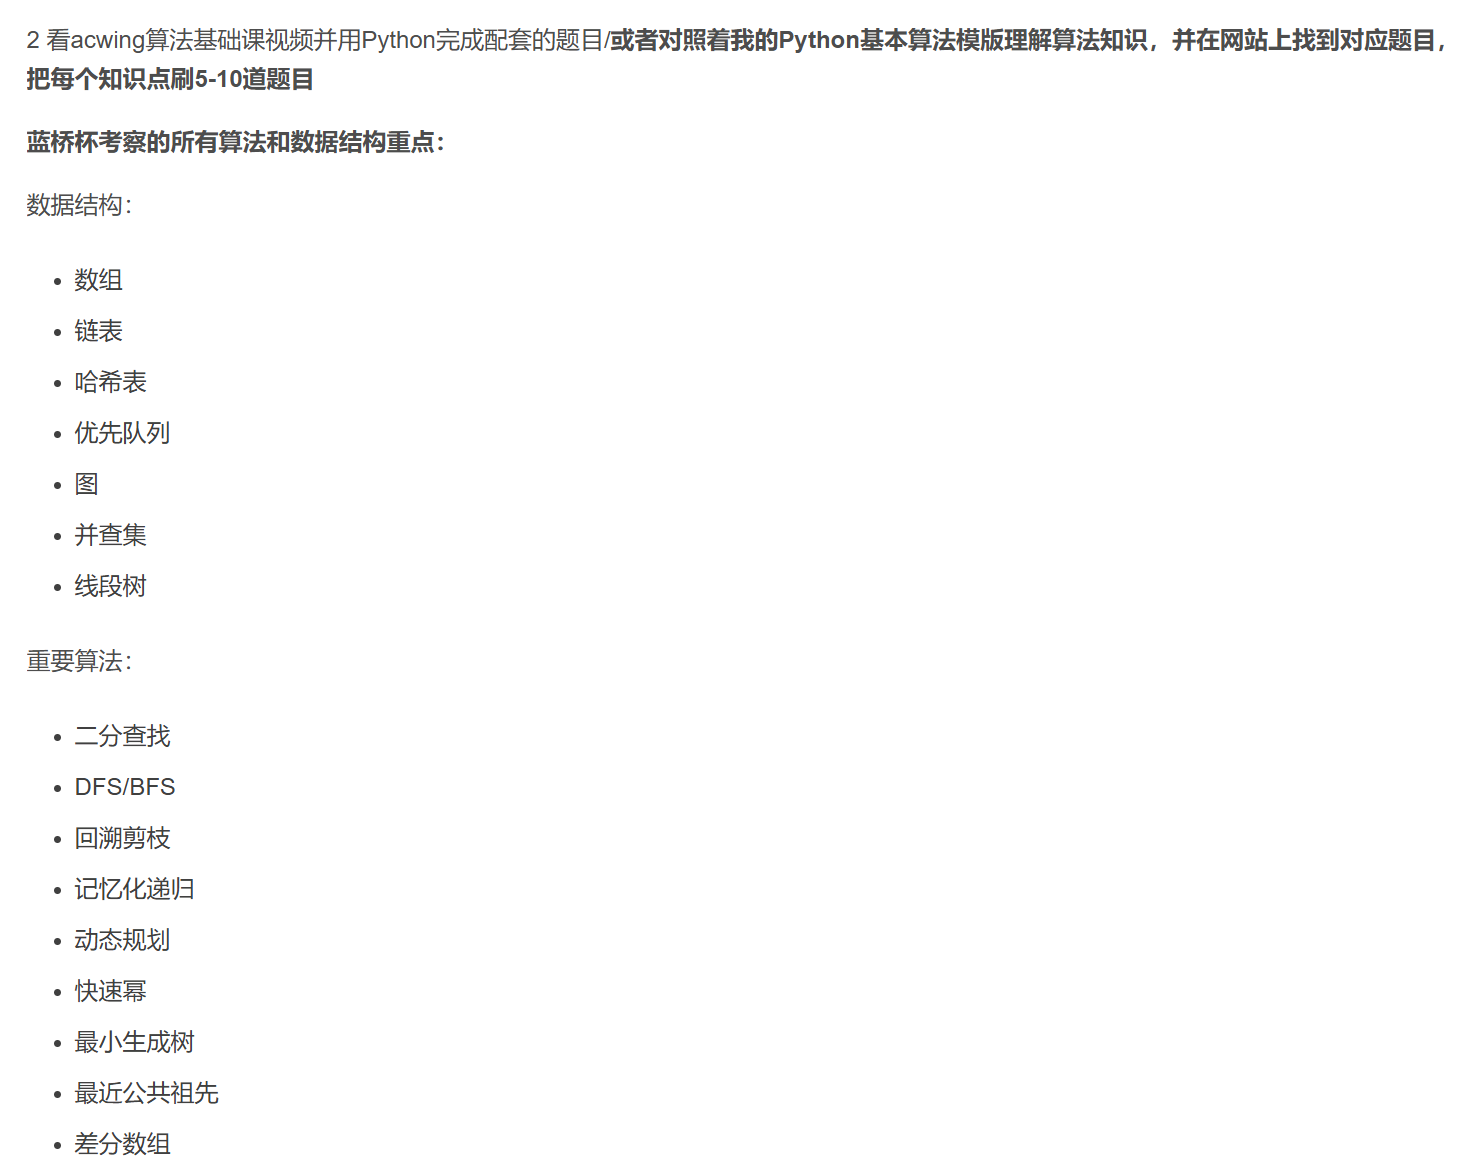 2 看acwing算法基础课视频并用Python完成配套的题目/或者对照着我的Python基本算法模版理解算法知识，并在网站上找到对应题目，
把每个知识点刷5-10道题目
蓝桥杯考察的所有算法和数据结构重点：
数据结构：
• 数组
• 链表
• 哈希表
• 优先队列
• 图
• 并查集
• 线段树
重要算法：
• 二分查找
• DFS/BFS
• 回溯剪枝
• 记忆化递归
• 动态规划
• 快速幂
• 最小生成树
• 最近公共祖先
• 差分数组